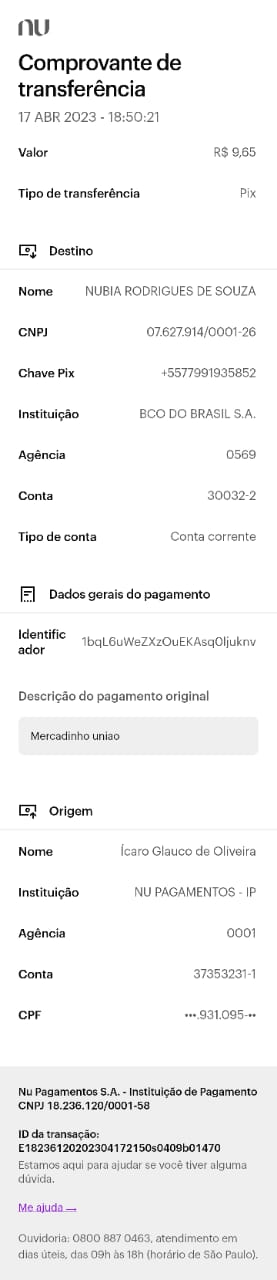 nu
Comprovante de
transferência
17 ABR 2023 - 18:50:21
Valor R$ 9,65
Tipo de transferência Pix
Destino
Nome NUBIA RODRIGUES DE SOUZA
CNPJ 07.627.914/0001-26
Chave Pix +5577991935852
Instituição BCO DO BRASIL S.A.
Agência 0569
Conta 30032-2
Tipo de conta Conta corrente
Dados gerais do pagamento
Identific
ador 1bqL6uWeZXzOuEKAsq0ljuknv
Descrição do pagamento original
Mercadinho uniao
Origem
Nome Ícaro Glauco de Oliveira
Instituição NU PAGAMENTOS - IP
Agência 0001
Conta 37353231-1
CPF •••.931.095-••
Nu Pagamentos S.A. - Instituição de Pagamento
CNPJ 18.236.120/0001-58
ID da transação:
E18236120202304172150s0409b01470
Estamos aqui para ajudar se você tiver alguma
dúvida.
Me ajuda →
Ouvidoria: 0800 887 0463, atendimento em
dias úteis, das 09h às 18h (horário de São Paulo).